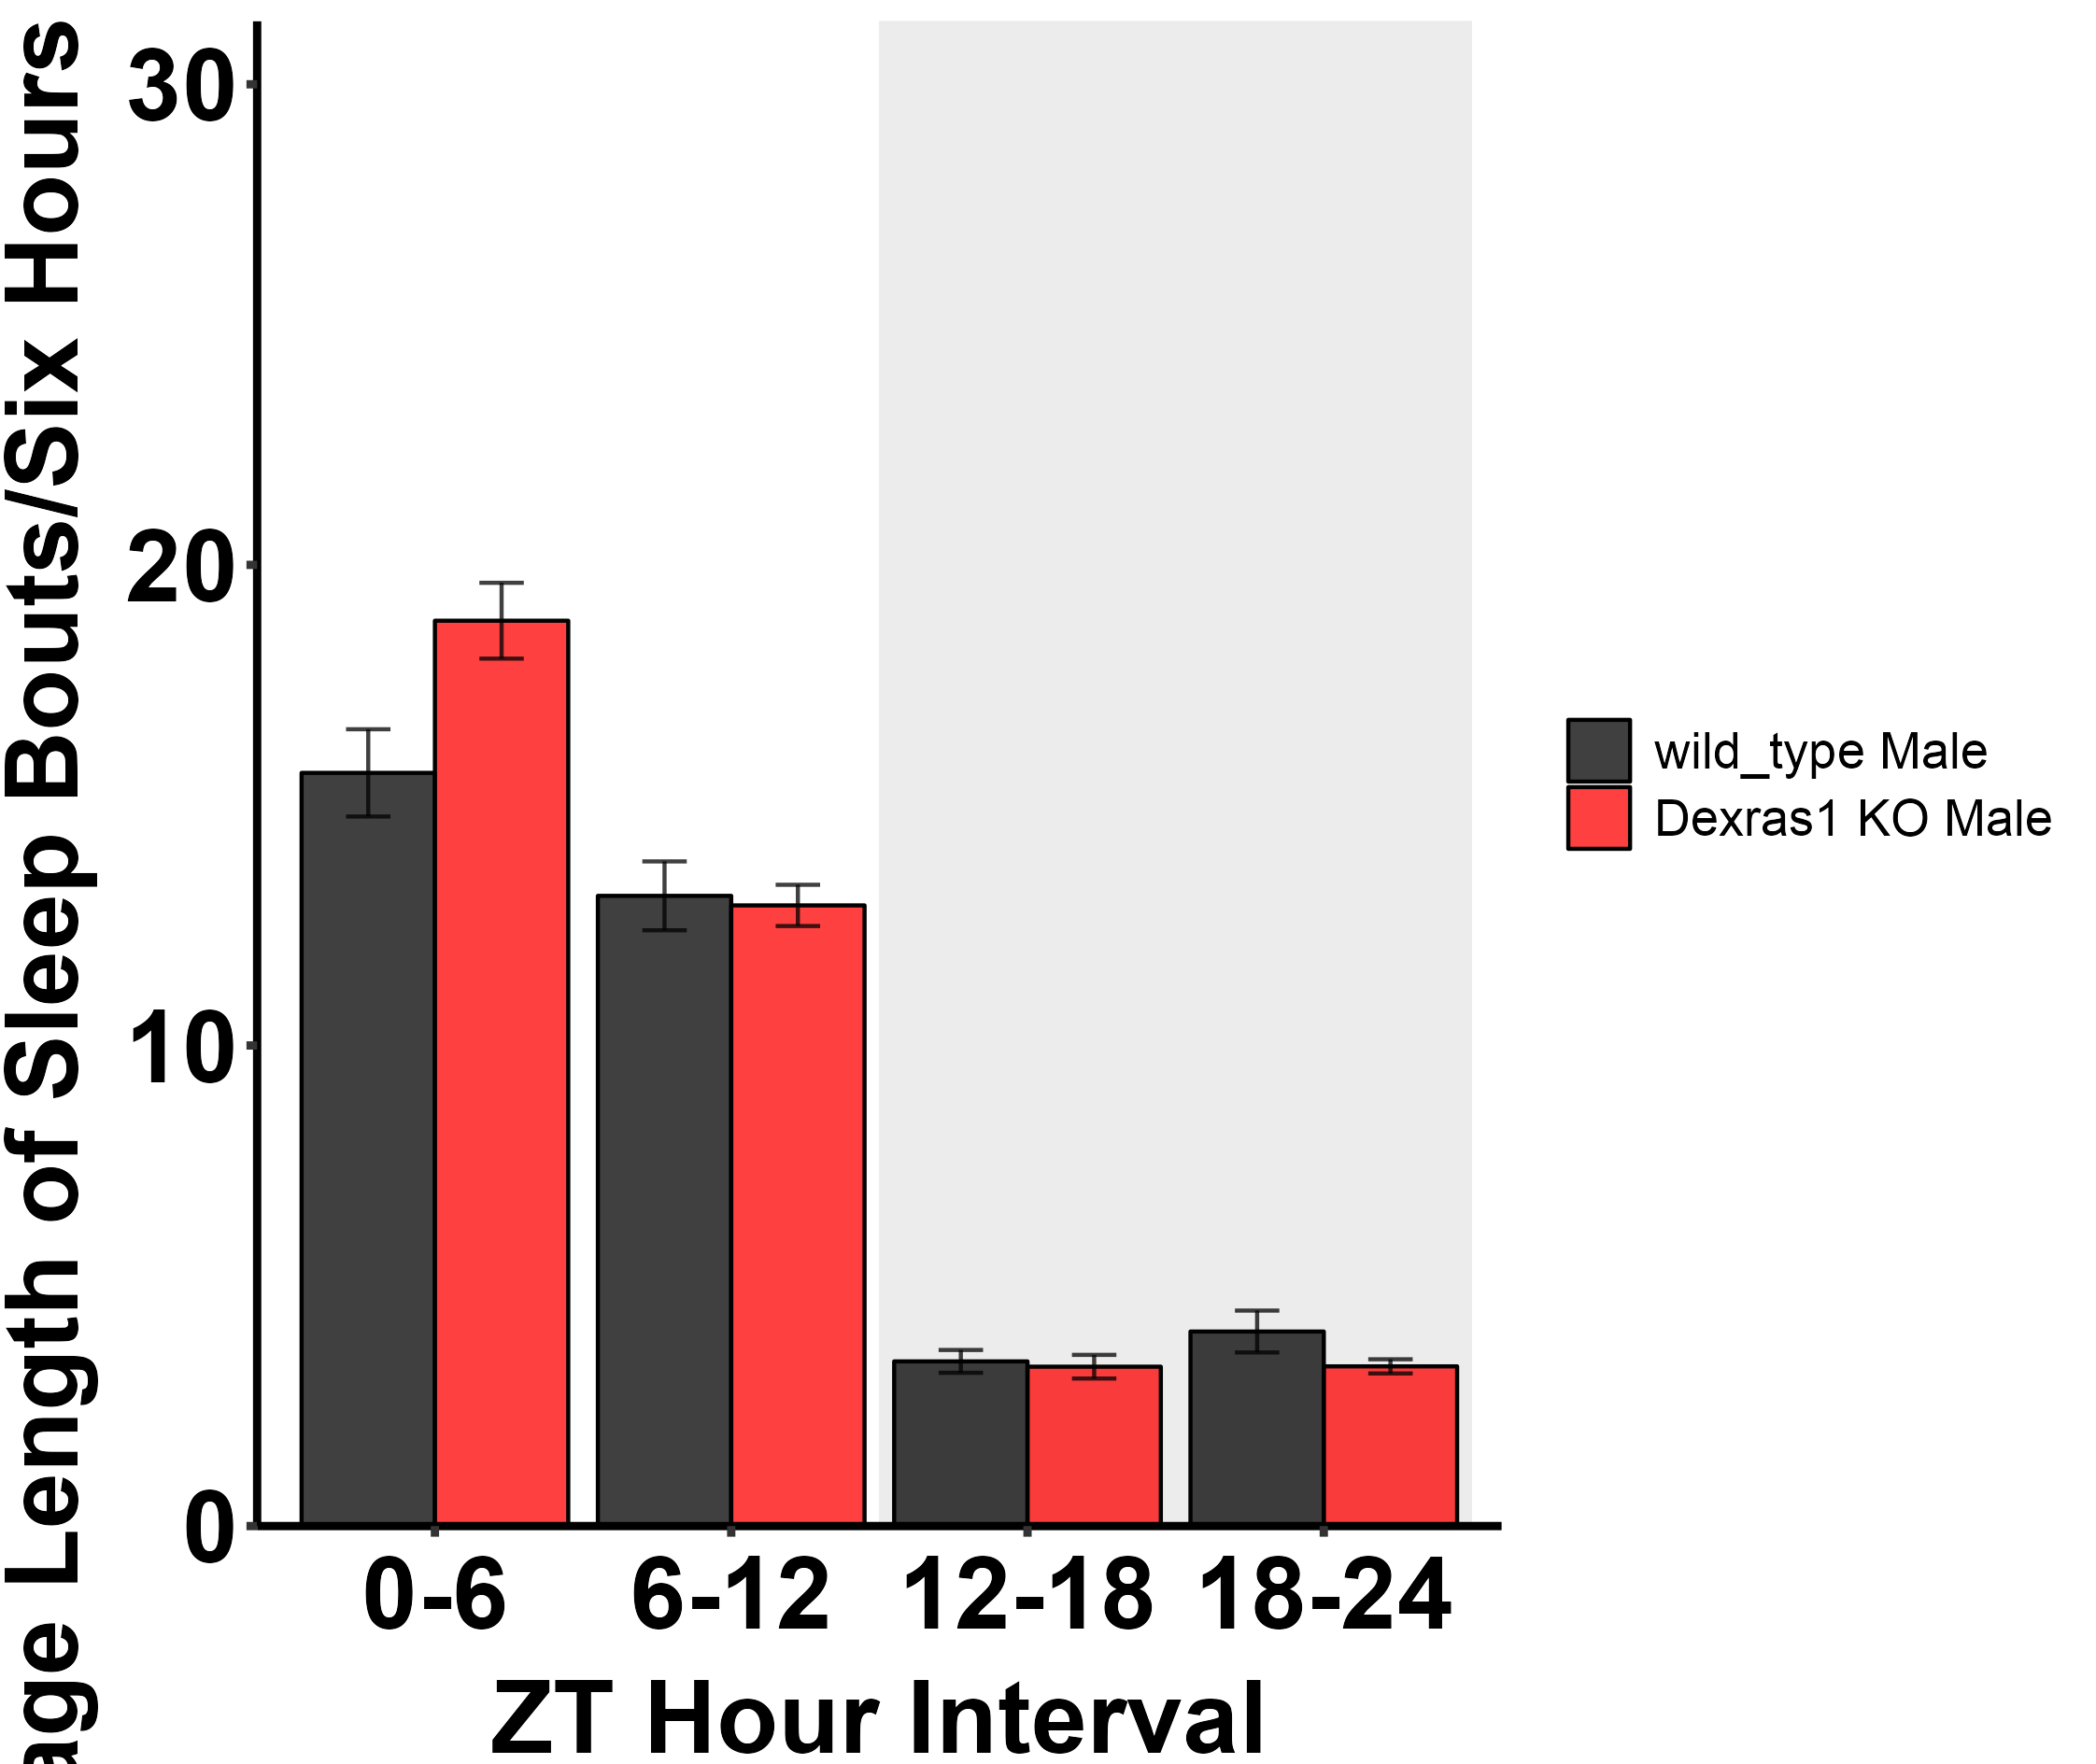 age Length of Sleep Bouts/Six Hours
30
20
10
0
0-6 6-12 12-18 18-24
ZT Hour Interval
wild_type Male
Dexras1 KO Male